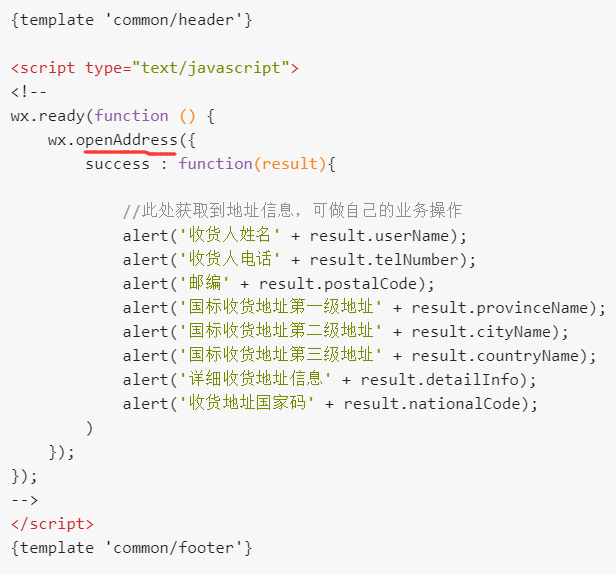 {template 'common/header'}
<script type="text/javascript">
<!--
wx.ready(function () {
    wx.openAddress({
        success : function(result){
            //此处获取到地址信息，可做自己的业务操作
            alert('收货人姓名' + result.userName);
            alert('收货人电话' + result.telNumber);
            alert('邮编' + result.postalCode);
            alert('国标收货地址第一级地址' + result.provinceName);
            alert('国标收货地址第二级地址' + result.cityName);
            alert('国标收货地址第三级地址' + result.countryName);
            alert('详细收货地址信息' + result.detailInfo);
            alert('收货地址国家码' + result.nationalCode);
        )
    });
});
-->
</script>
{template 'common/footer'}